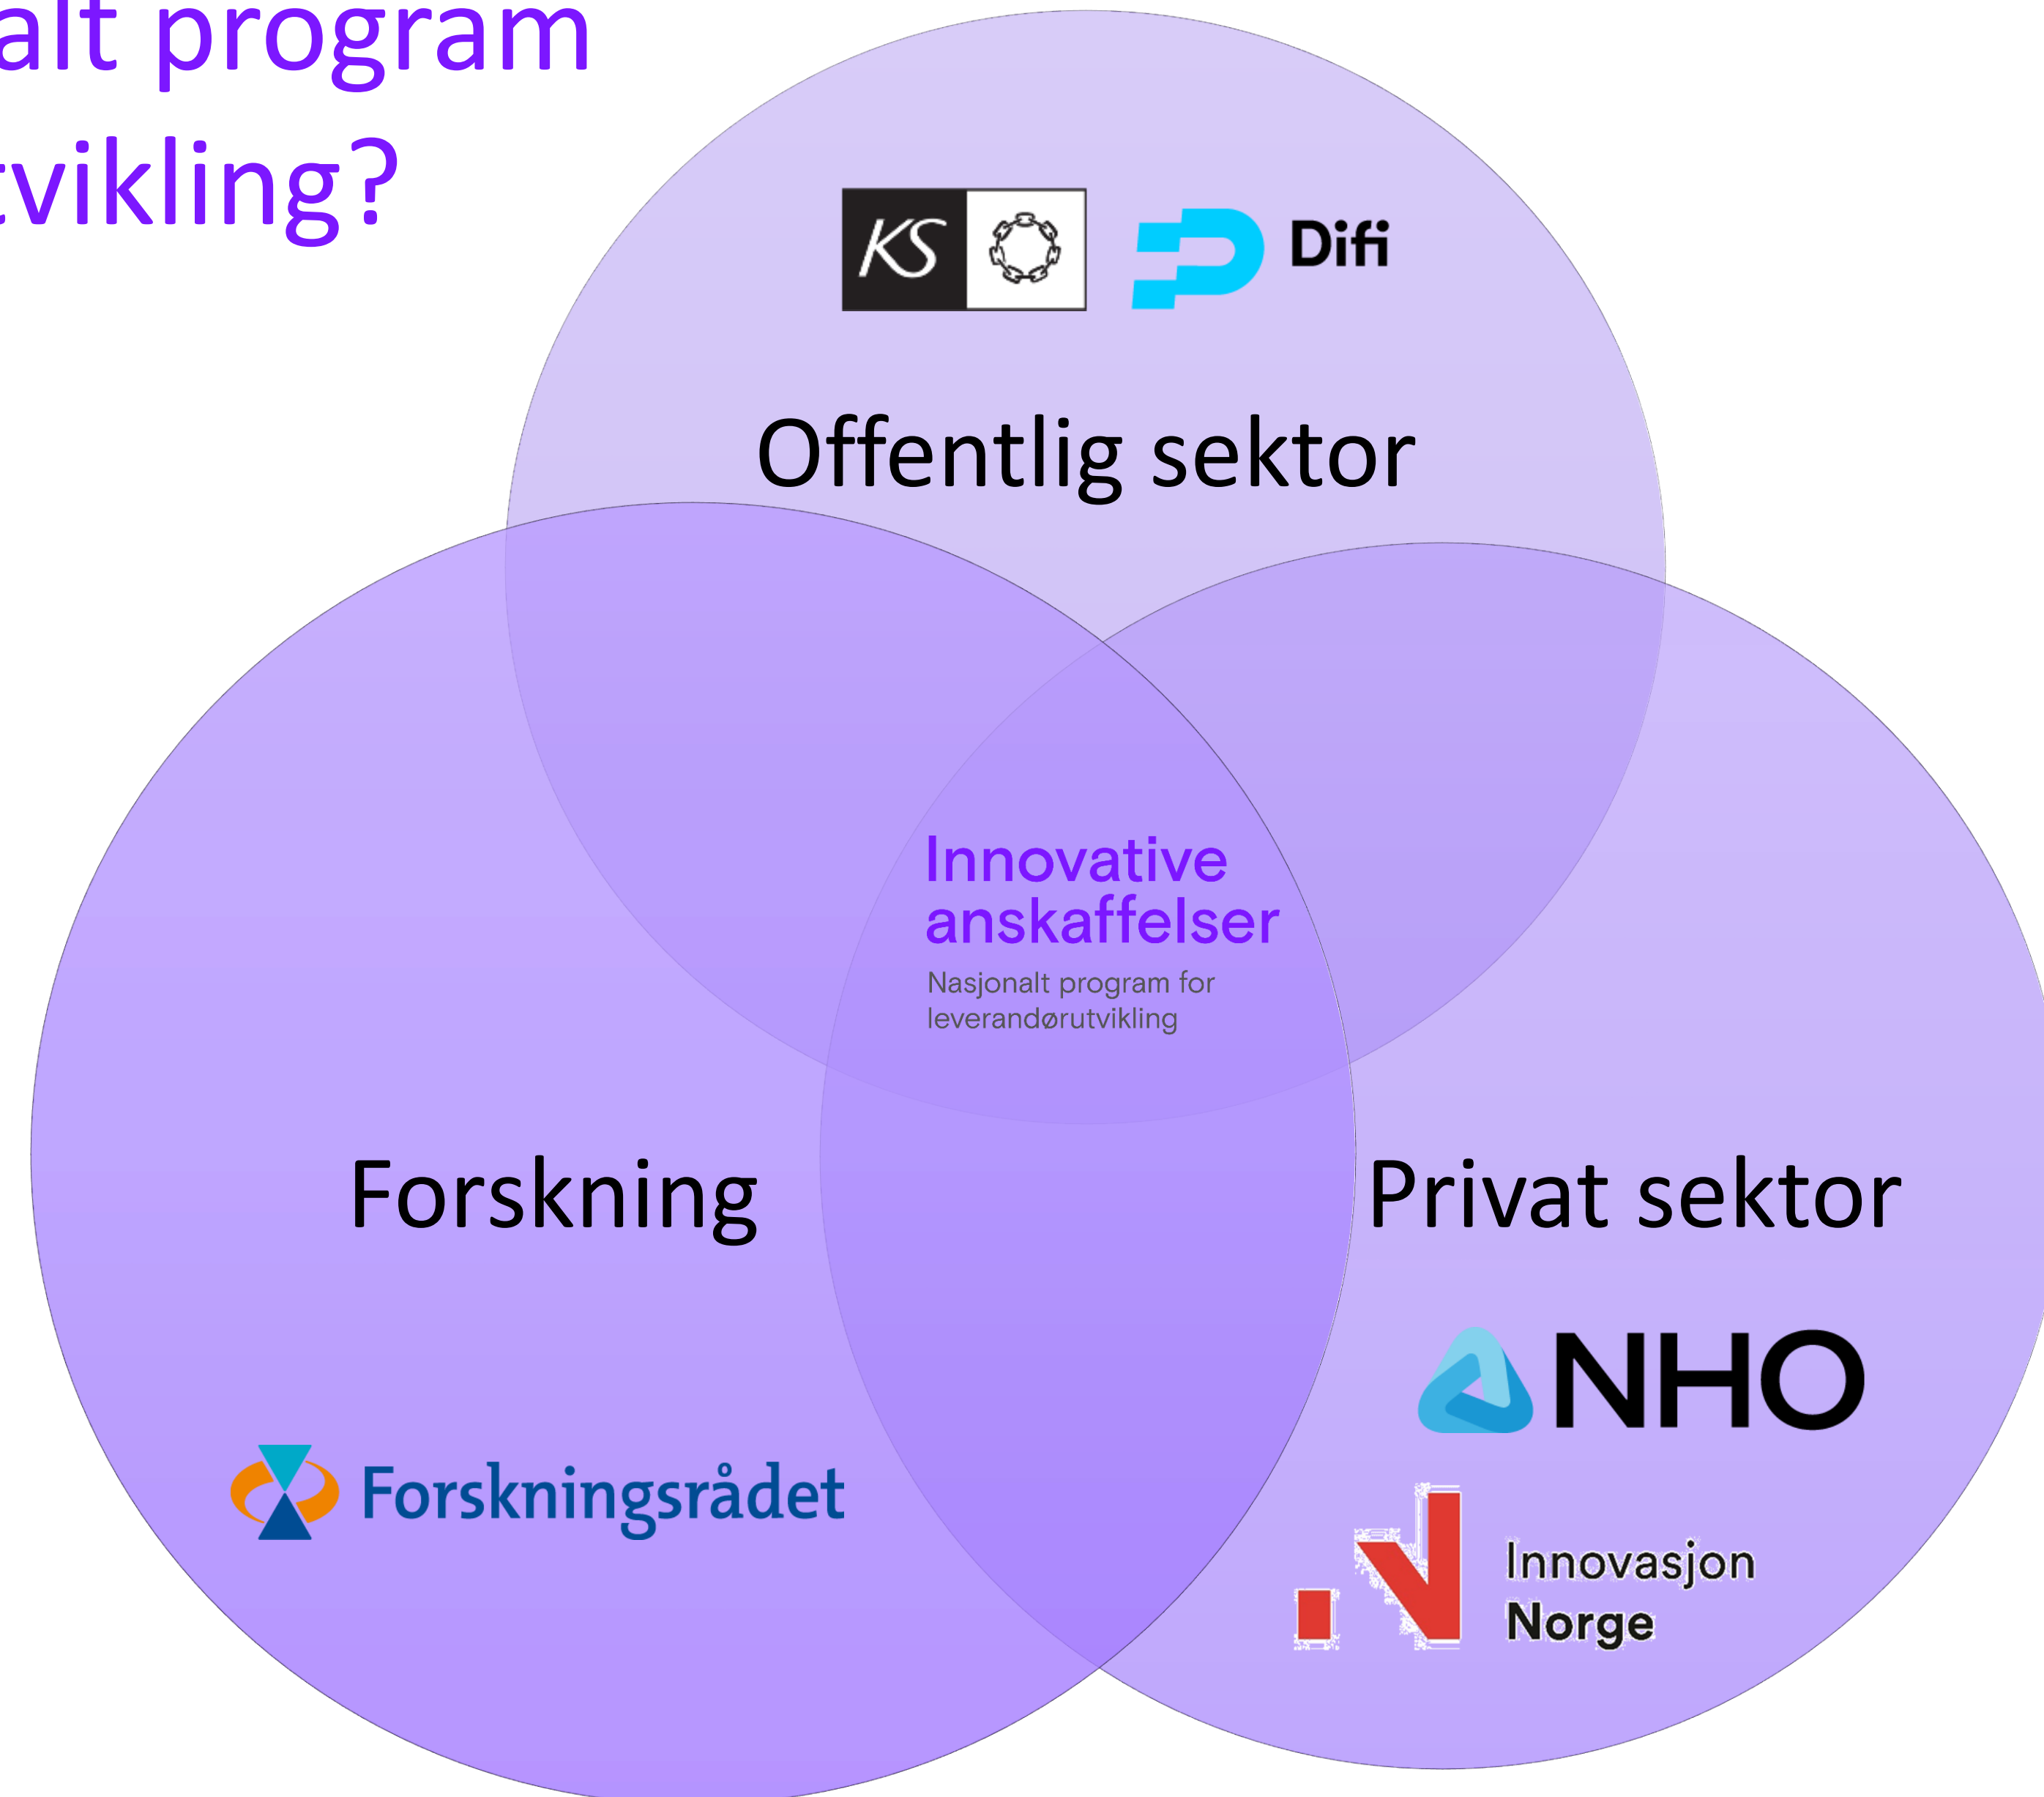 alt program
tvikling?
KS
Difi
Offentlig sektor
Innovative
anskaffelser
Nasjonalt program for
leverandørutvikling
Forskning
Privat sektor
NHO
Forskningsrådet
Innovasjon
Norge